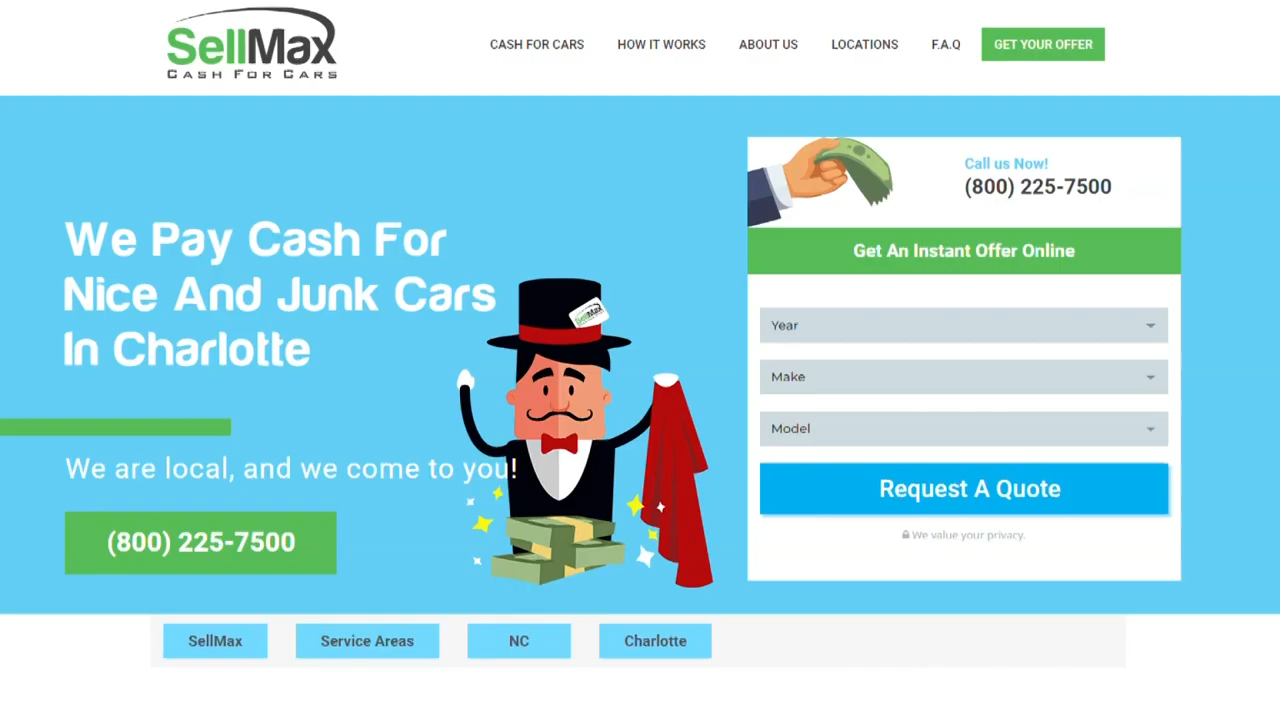 SellMax
CASH FOR CARS
CASH FOR CARS
HOW IT WORKS
ABOUT US
LOCATIONS
F.A.Q
GET YOUR OFFER
We Pay Cash For
Nice And Junk Cars
In Charlotte
We are local, and we come to you!
(800) 225-7500
SellMax
Call us Now!
(800) 225-7500
Get An Instant Offer Online
Year
Make
Model
Request A Quote
We value your privacy.
SellMax
Service Areas
NC
Charlotte